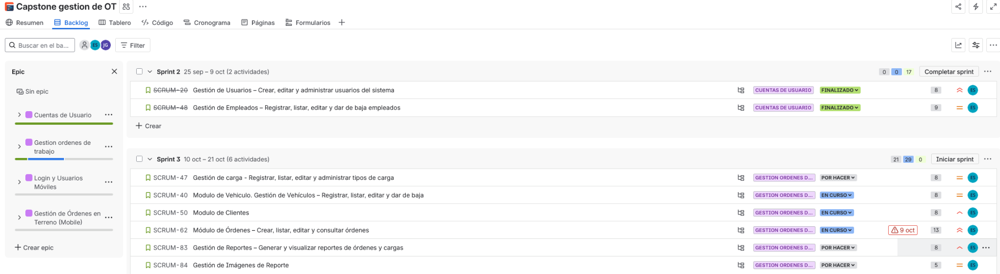 Capstone gestion de OT
Resumen Backlog Tablero Código Cronograma Páginas Formularios
Buscar en el ba... ES JG Filter
Epic
Sin epic
Cuentas de Usuario
Gestion ordenes de
trabajo
Login y Usuarios
Móviles
Gestión de Órdenes en
Terreno (Mobile)
Crear epic
Sprint 2 25 sep – 9 oct (2 actividades) 0 0 17 Completar sprint
SCRUM-20 Gestión de Usuarios – Crear, editar y administrar usuarios del sistema CUENTAS DE USUARIO FINALIZADO 8 ES
SCRUM-48 Gestión de Empleados – Registrar, listar, editar y dar de baja empleados CUENTAS DE USUARIO FINALIZADO 9 ES
Crear
Sprint 3 10 oct – 21 oct (6 actividades) 21 29 0 Iniciar sprint
SCRUM-47 Gestión de carga - Registrar, listar, editar y administrar tipos de carga GESTION ORDENES D... POR HACER 8 ES
SCRUM-40 Modulo de Vehiculo. Gestión de Vehículos – Registrar, listar, editar y dar de baja GESTION ORDENES D... EN CURSO 8 ES
SCRUM-50 Modulo de Clientes GESTION ORDENES D... EN CURSO 8 ES
SCRUM-62 Módulo de Órdenes – Crear, listar, editar y consultar órdenes GESTION ORDENES D... EN CURSO 9 oct 13 ES
SCRUM-83 Gestión de Reportes – Generar y visualizar reportes de órdenes y cargas GESTION ORDENES D... POR HACER 8 ES
SCRUM-84 Gestión de Imágenes de Reporte GESTION ORDENES D... POR HACER 5 ES